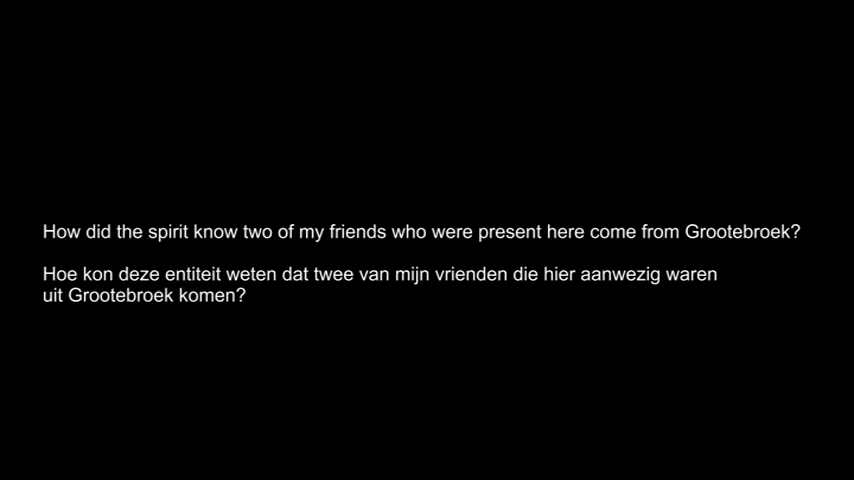 How did the spirit know two of my friends who were present here come from Grootebroek?
Hoe kon deze entiteit weten dat twee van mijn vrienden die hier aanwezig waren
uit Grootebroek komen?